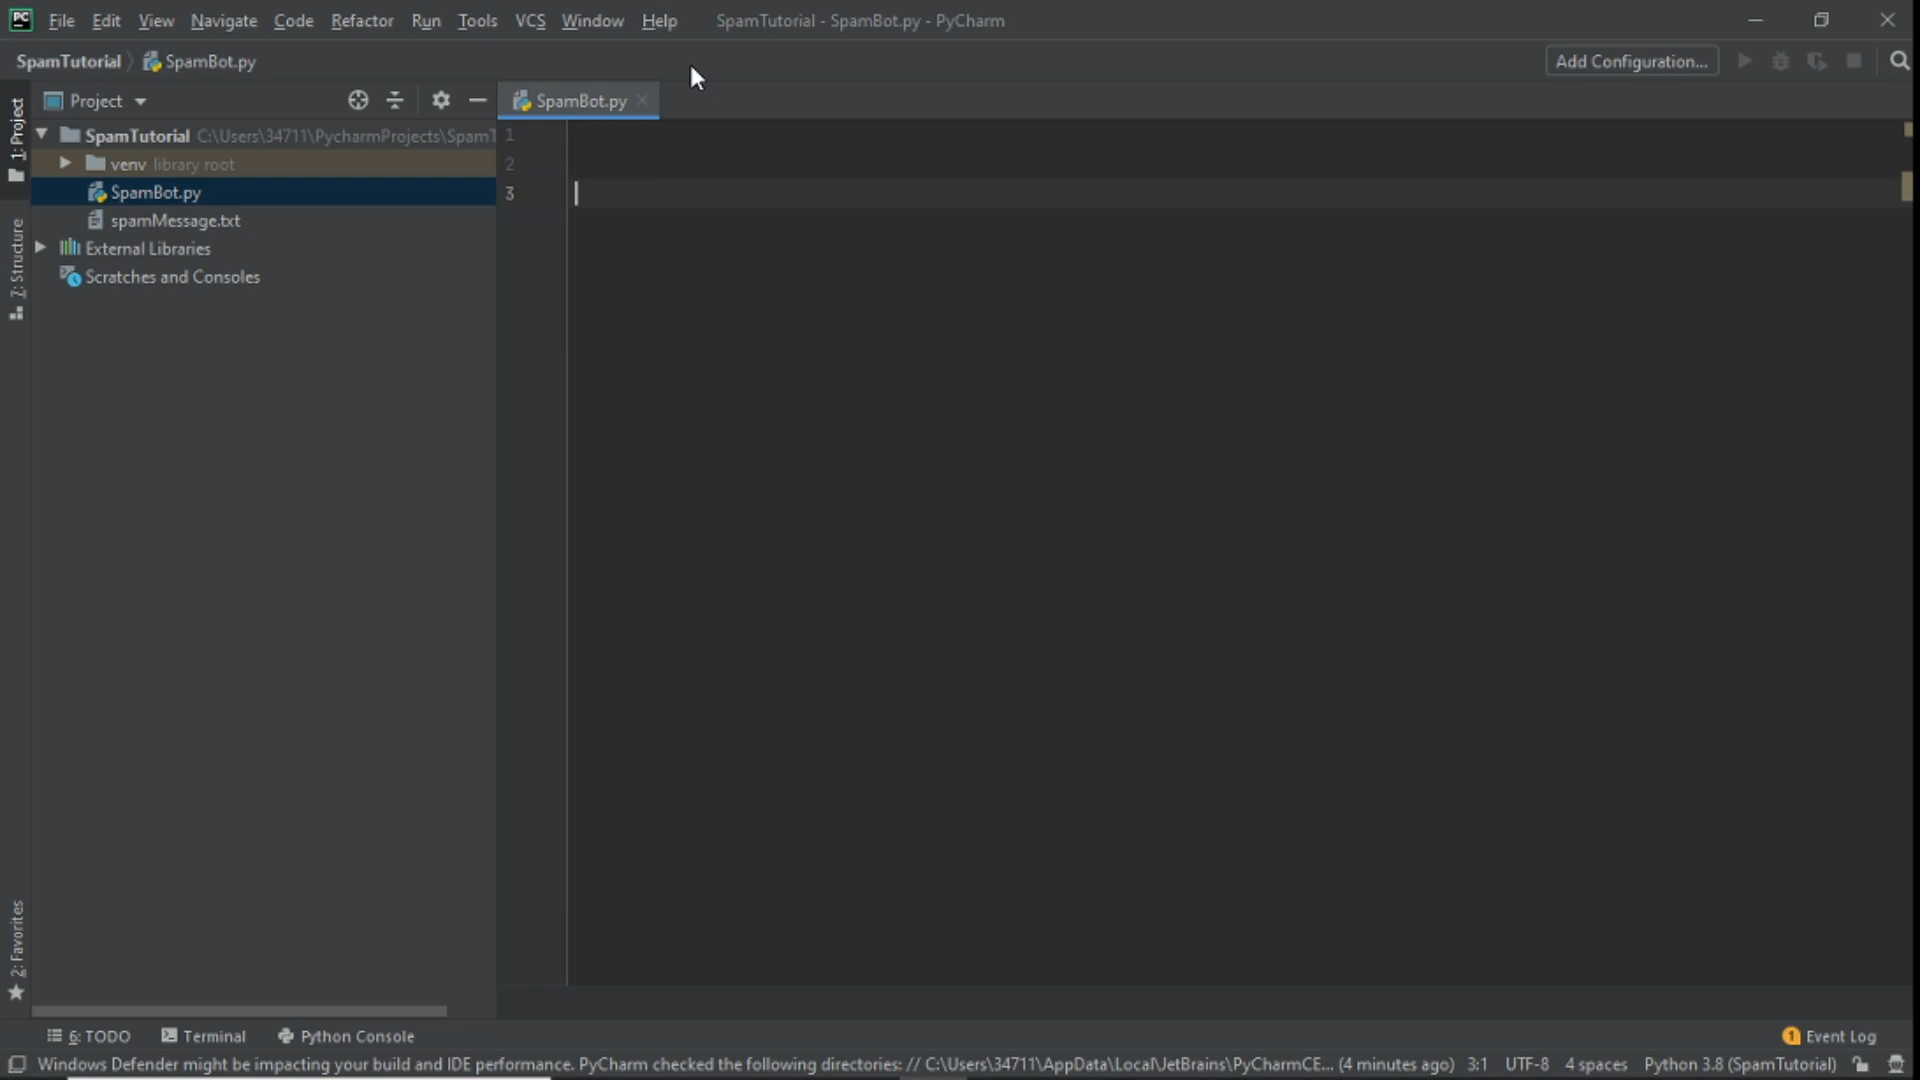 PC File Edit View Navigate Code Refactor Run Tools VCS Window Help SpamTutorial - SpamBot.py - PyCharm
SpamTutorial SpamBot.py Add Configuration...
1: Project
Project
SpamBot.py
SpamTutorial C:\Users\34711\PycharmProjects\SpamT
1
venv library root
2
SpamBot.py
3
spamMessage.txt
External Libraries
Scratches and Consoles
7: Structure
2: Favorites
6: TODO Terminal Python Console 1 Event Log
Windows Defender might be impacting your build and IDE performance. PyCharm checked the following directories: // C:\Users\34711\AppData\Local\JetBrains\PyCharmCE... (4 minutes ago) 3:1 UTF-8 4 spaces Python 3.8 (SpamTutorial)